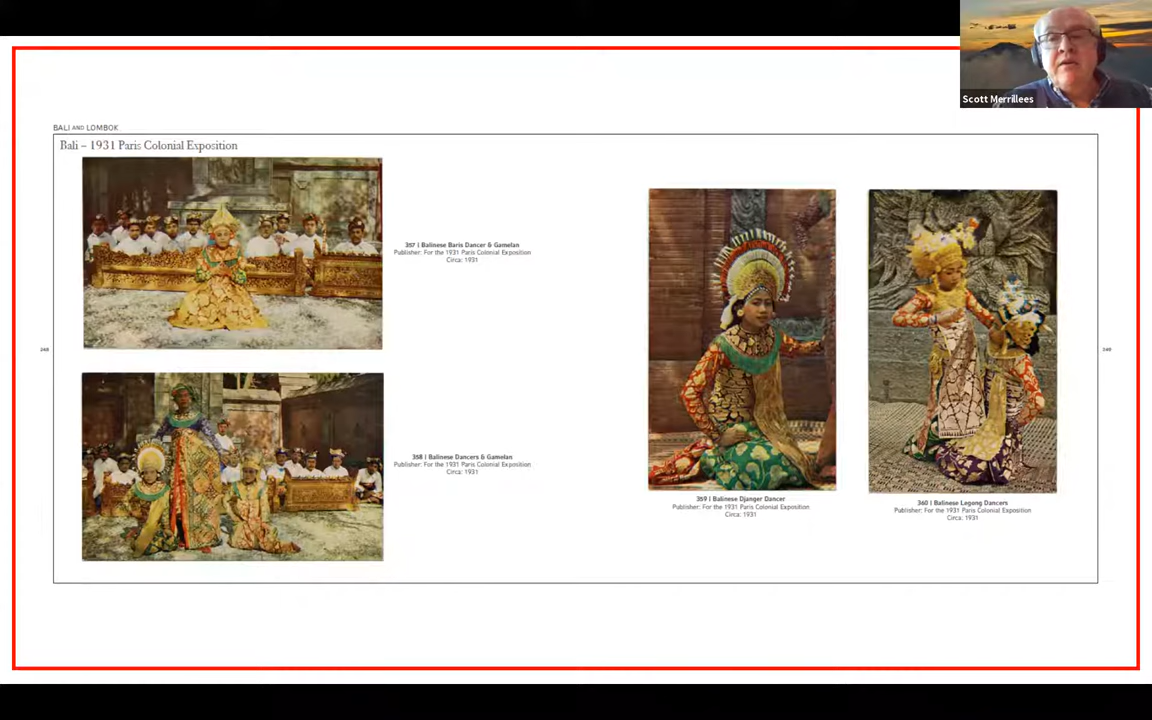 Scott Merrillees
BALI AND LOMBOK
Bali – 1931 Paris Colonial Exposition
357 | Balinese Baris Dancer & Gamelan
Publisher: For the 1931 Paris Colonial Exposition
Circa: 1931
358 | Balinese Dancers & Gamelan
Publisher: For the 1931 Paris Colonial Exposition
Circa: 1931
359 | Balinese Djanger Dancer
Publisher: For the 1931 Paris Colonial Exposition
Circa: 1931
360 | Balinese Legong Dancers
Publisher: For the 1931 Paris Colonial Exposition
Circa: 1931